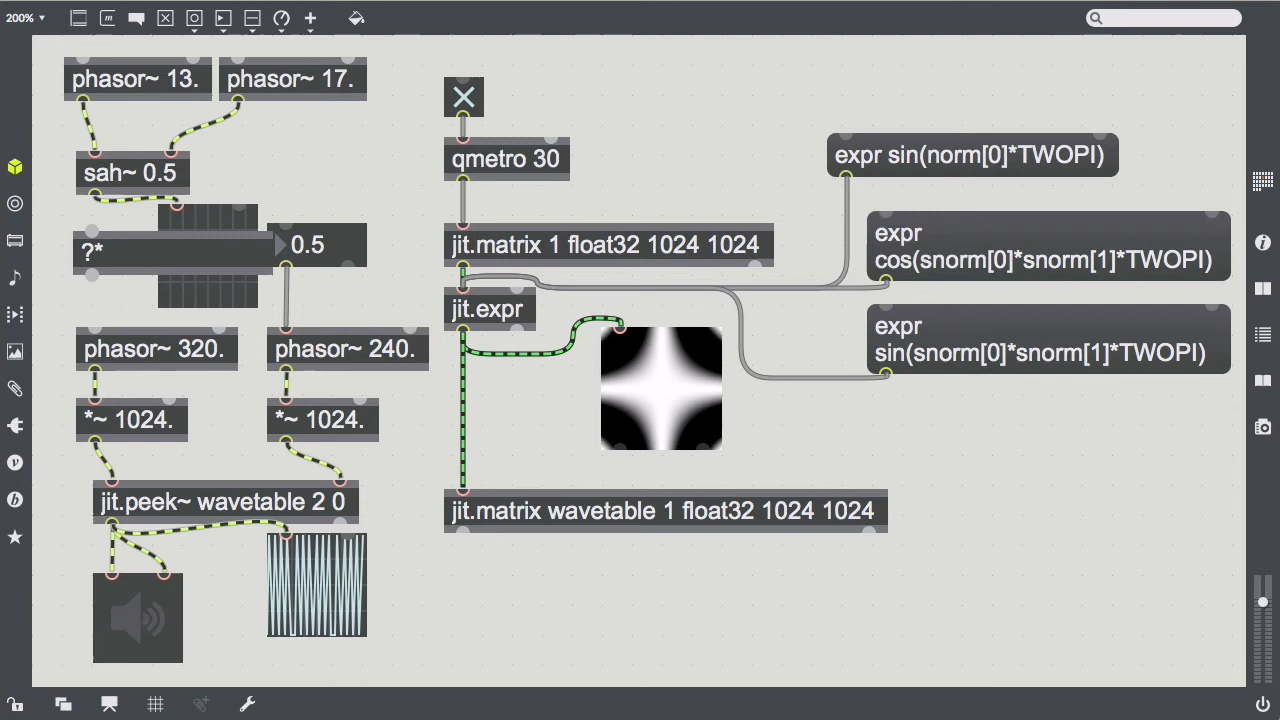 200%
phasor~ 13.
phasor~ 17.
sah~ 0.5
?*
0.5
phasor~ 320.
phasor~ 240.
*~ 1024.
*~ 1024.
jit.peek~ wavetable 2 0
qmetro 30
jit.matrix 1 float32 1024 1024
jit.expr
jit.matrix wavetable 1 float32 1024 1024
expr sin(norm[0]*TWOPI)
expr
cos(snorm[0]*snorm[1]*TWOPI)
expr
sin(snorm[0]*snorm[1]*TWOPI)